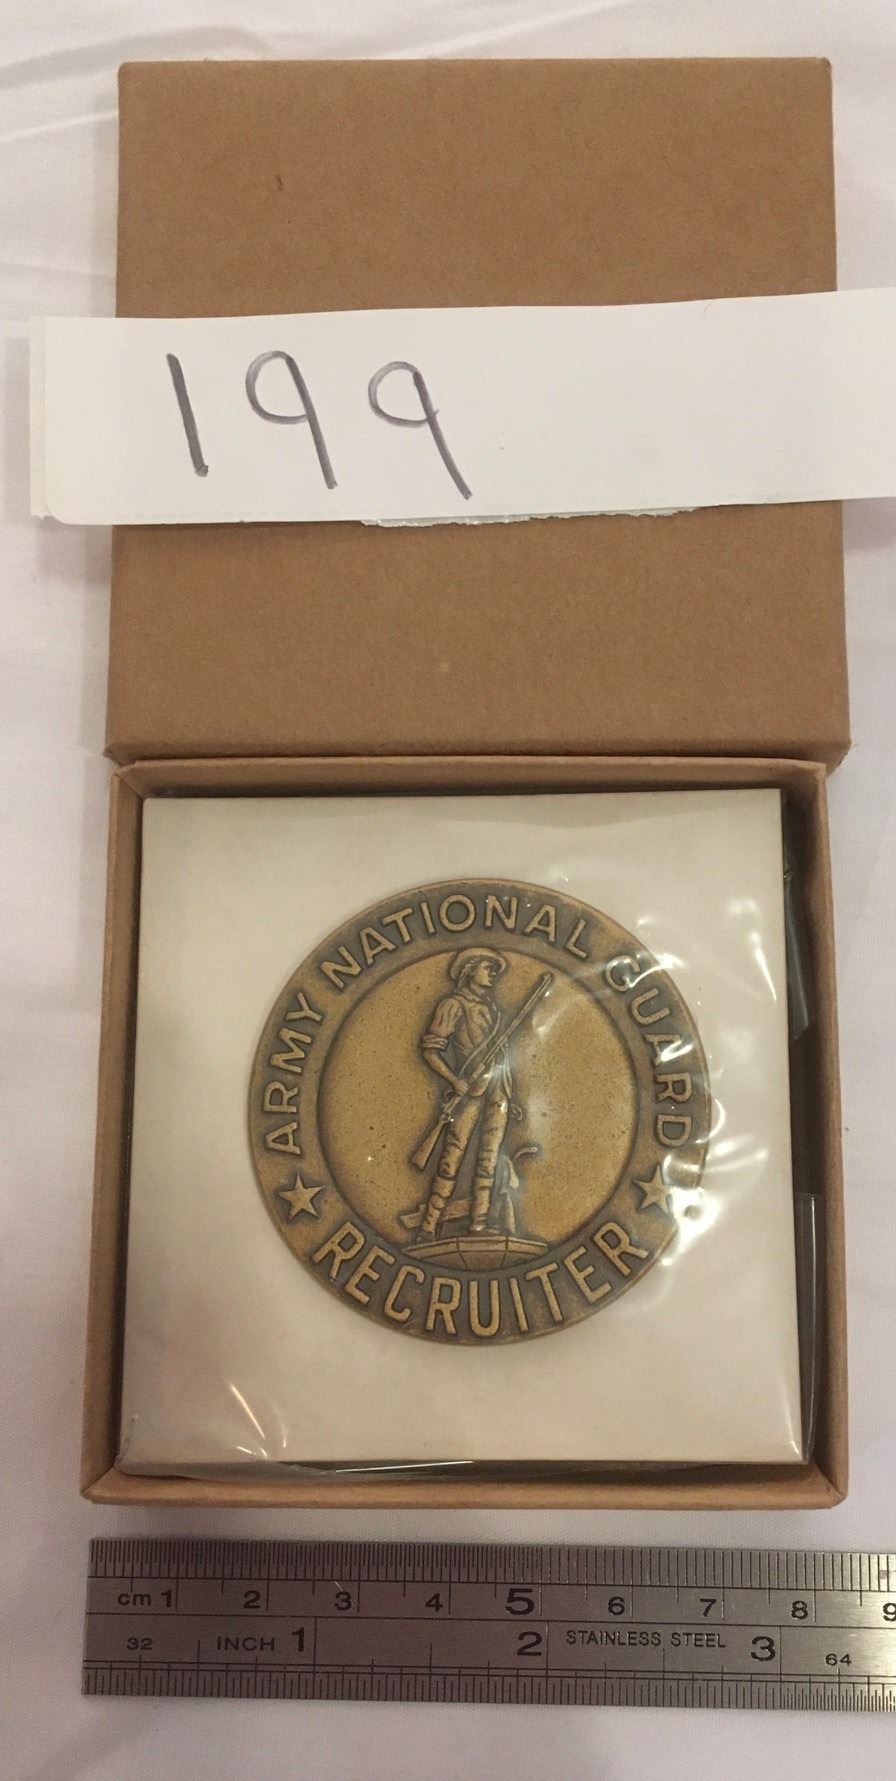 199
ARMY NATIONAL GUARD
RECRUITER
cm 1 2 3 4 5 6 7 8 9
32 INCH 1 2 STAINLESS STEEL 3 64